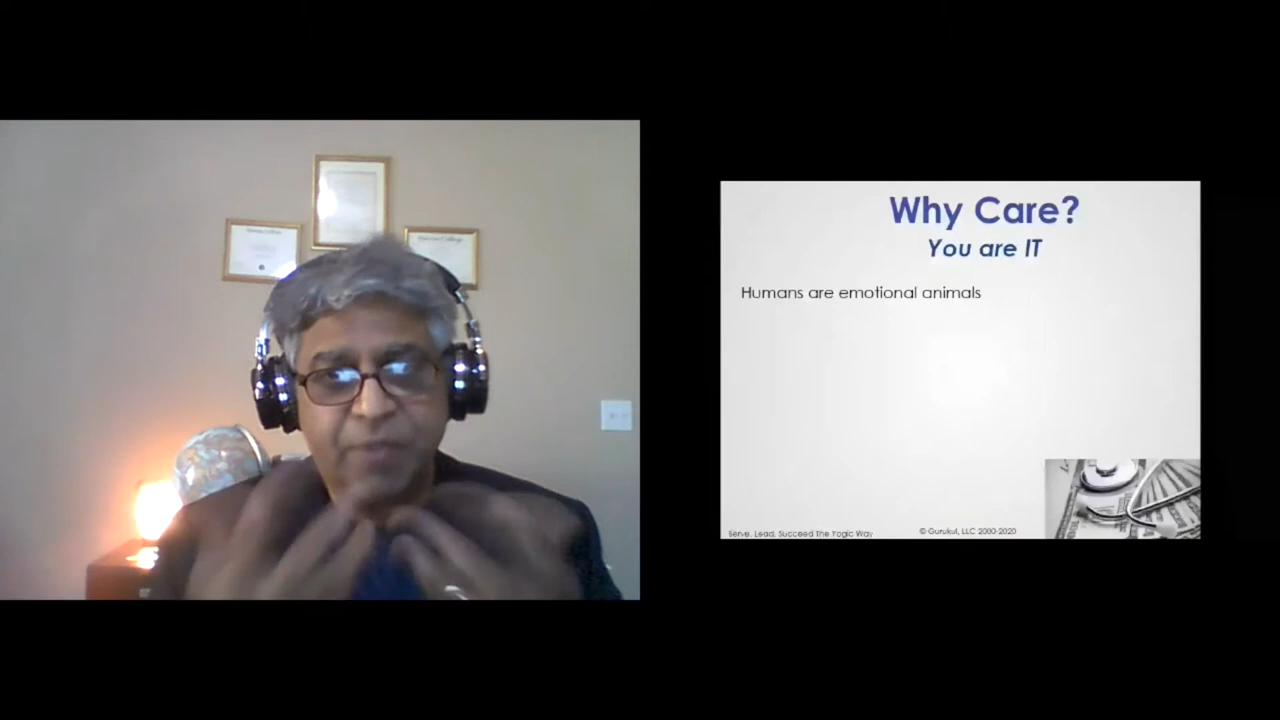 Why Care?
You are IT
Humans are emotional animals
Serve, Lead, Succeed The Yogic Way
© Gurukul, LLC 2000-2020